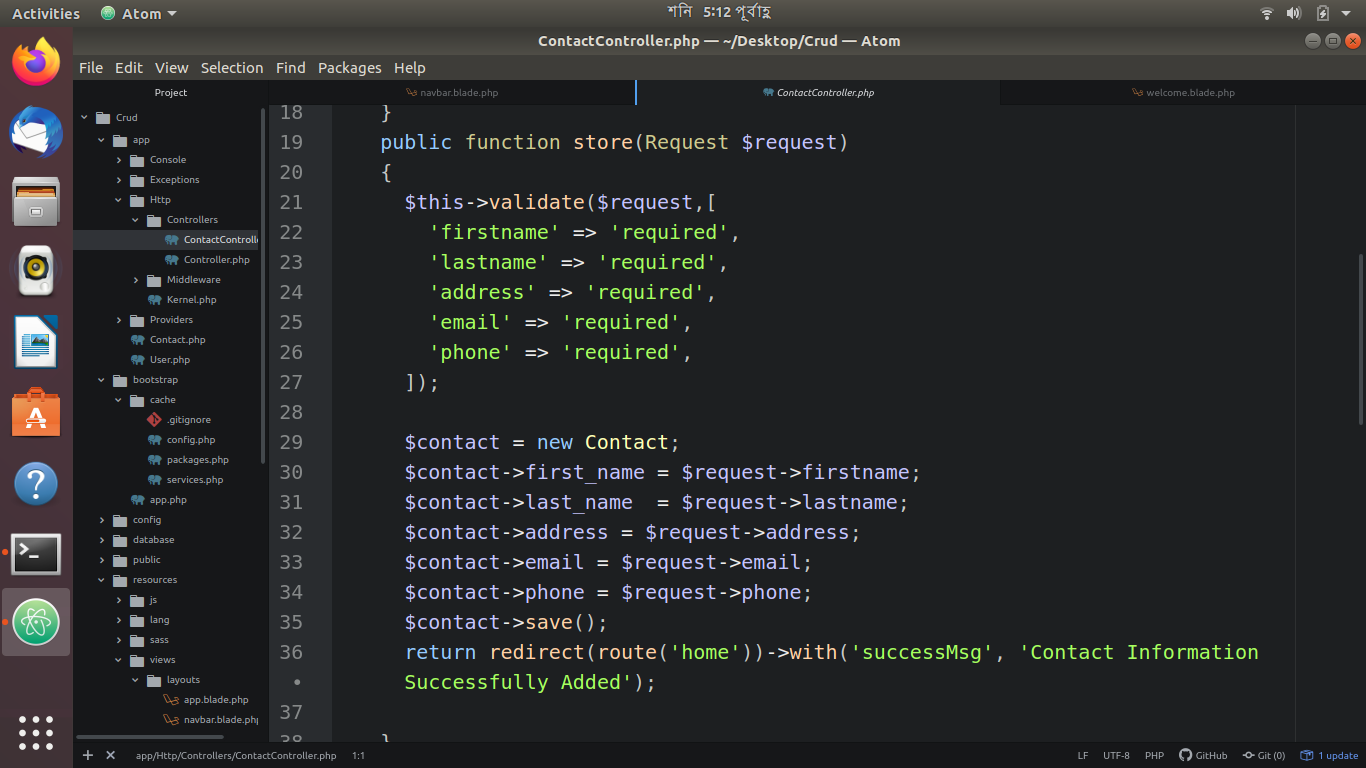 Activities
Atom
শনি 5:12 পূর্বাহ্ণ
ContactController.php — ~/Desktop/Crud — Atom
File Edit View Selection Find Packages Help
Project
navbar.blade.php
ContactController.php
welcome.blade.php
Crud
app
Console
Exceptions
Http
Controllers
ContactControll
Controller.php
Middleware
Kernel.php
Providers
Contact.php
User.php
bootstrap
cache
.gitignore
config.php
packages.php
services.php
app.php
config
database
public
resources
js
lang
sass
views
layouts
app.blade.php
navbar.blade.php
18 }
19 public function store(Request $request)
20 {
21 $this->validate($request,[
22 'firstname' => 'required',
23 'lastname' => 'required',
24 'address' => 'required',
25 'email' => 'required',
26 'phone' => 'required',
27 ]);
28
29 $contact = new Contact;
30 $contact->first_name = $request->firstname;
31 $contact->last_name  = $request->lastname;
32 $contact->address = $request->address;
33 $contact->email = $request->email;
34 $contact->phone = $request->phone;
35 $contact->save();
36 return redirect(route('home'))->with('successMsg', 'Contact Information
• Successfully Added');
37
38 }
app/Http/Controllers/ContactController.php 1:1
LF UTF-8 PHP GitHub Git (0) 1 update